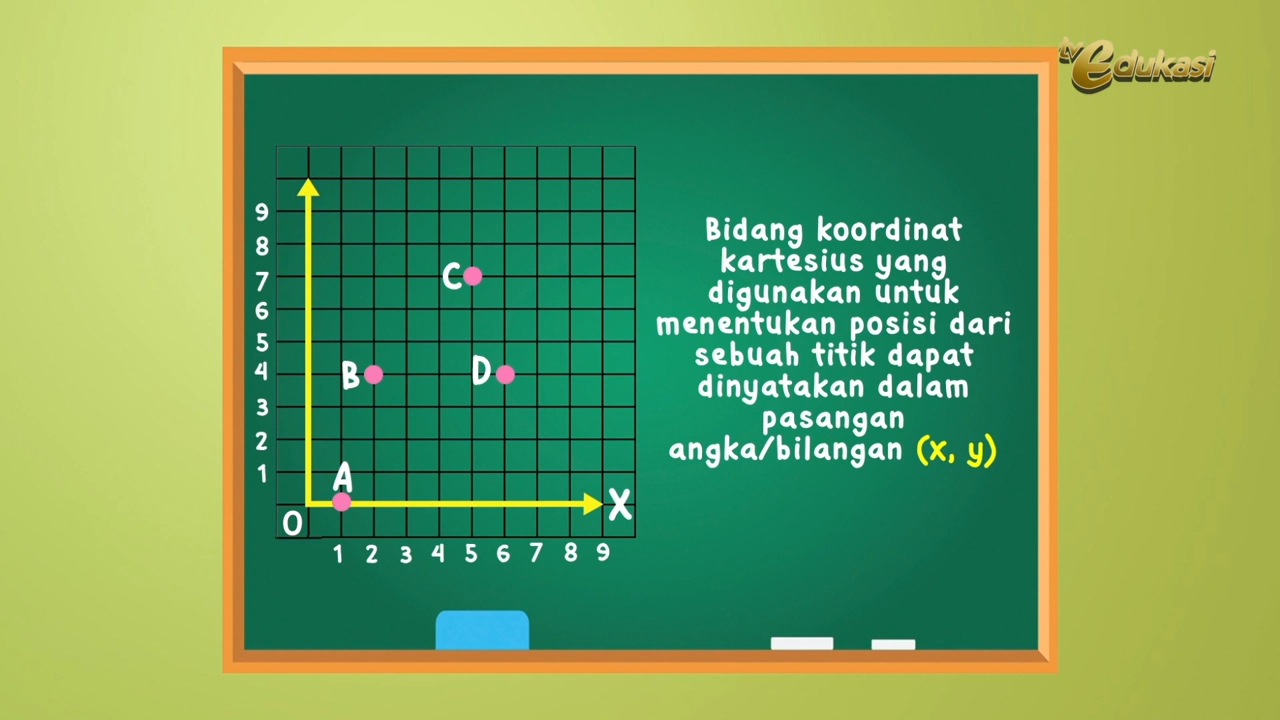 tv edukasi
9
8
7
6
5
4
3
2
1
C
B
D
A
X
O
1 2 3 4 5 6 7 8 9
Bidang koordinat
kartesius yang
digunakan untuk
menentukan posisi dari
sebuah titik dapat
dinyatakan dalam
pasangan
angka/bilangan (x, y)